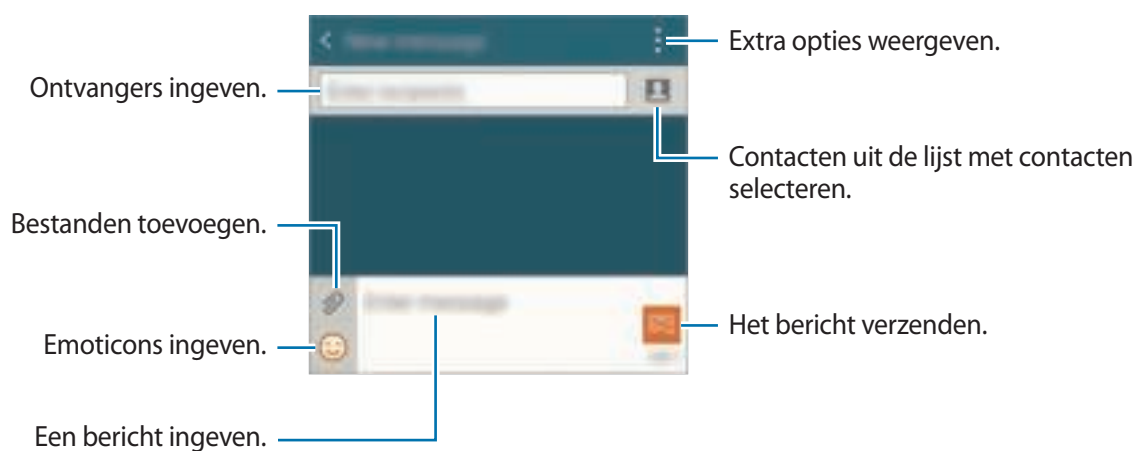 Extra opties weergeven.
Ontvangers ingeven.
Contacten uit de lijst met contacten
selecteren.
Bestanden toevoegen.
Het bericht verzenden.
Emoticons ingeven.
Een bericht ingeven.